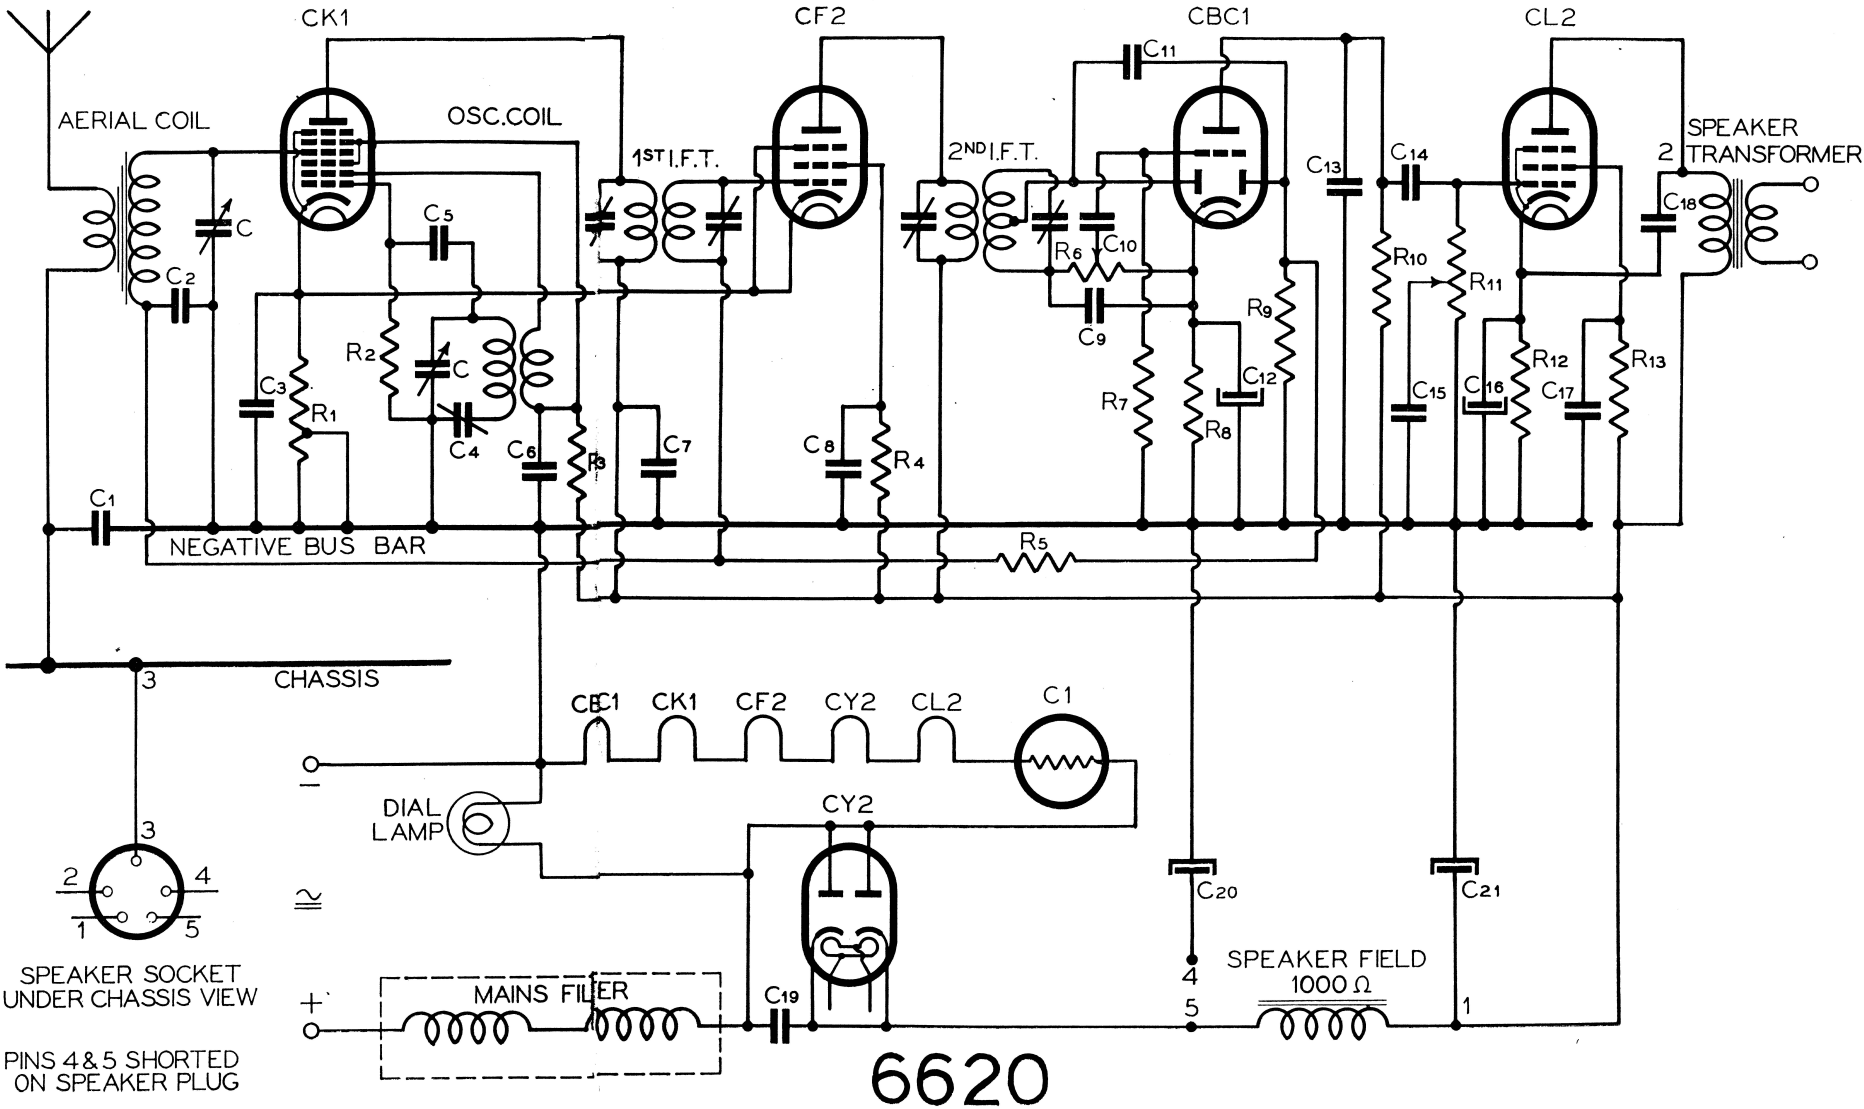 CK1
CF2
CBC1
CL2
AERIAL COIL
OSC.COIL
1ST I.F.T.
2ND I.F.T.
SPEAKER
2 TRANSFORMER
C11
C13
C14
C18
C
C5
C2
R6
C10
R10
R11
R9
C9
R2
C
C3
R1
C4
C6
R3
C7
C8
R4
R7
R8
C12
C15
C16
R12
C17
R13
C1
NEGATIVE BUS BAR
R5
3
CHASSIS
CBC1
CK1
CF2
CY2
CL2
C1
−
DIAL
LAMP
CY2
3
2
4
1
5
≃
C20
C21
SPEAKER SOCKET
UNDER CHASSIS VIEW
+
MAINS FILER
C19
4
5
SPEAKER FIELD
1000 Ω
1
PINS 4 & 5 SHORTED
ON SPEAKER PLUG
6620